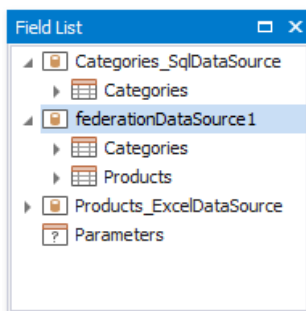 Field List
Categories_SqlDataSource
Categories
federationDataSource1
Categories
Products
Products_ExcelDataSource
Parameters